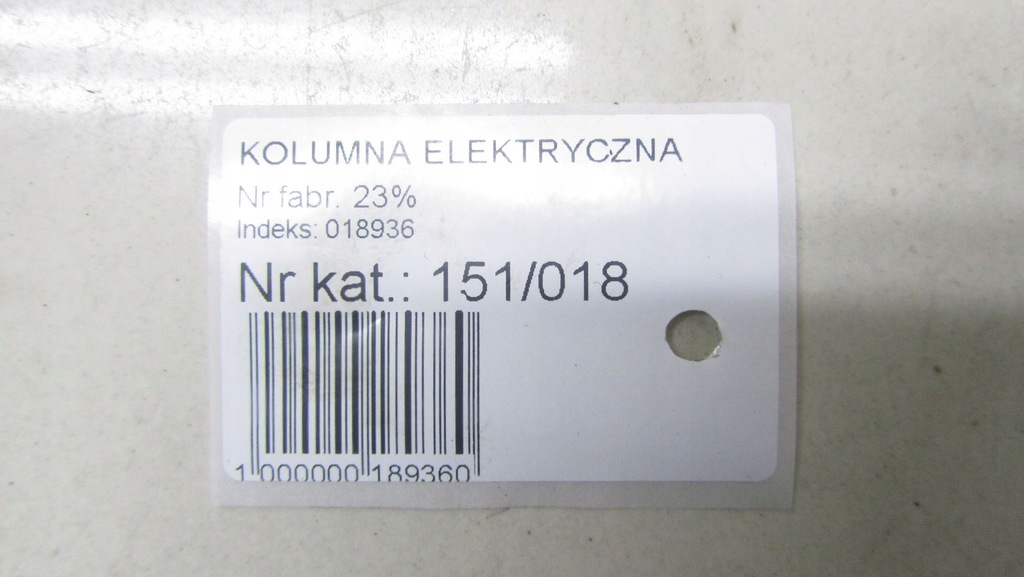 KOLUMNA ELEKTRYCZNA
Nr fabr. 23%
Indeks: 018936
Nr kat.: 151/018
1 000000 189360